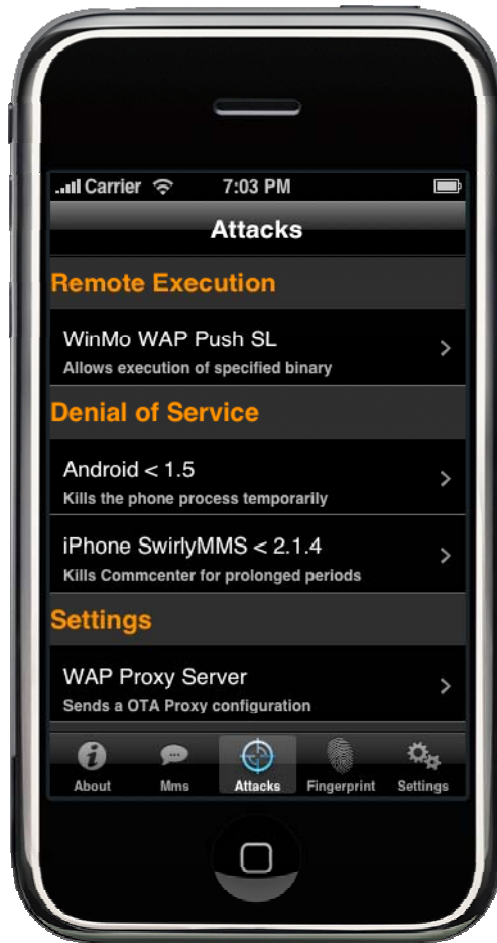 Carrier 7:03 PM
Attacks
Remote Execution
WinMo WAP Push SL
Allows execution of specified binary
Denial of Service
Android < 1.5
Kills the phone process temporarily
iPhone SwirlyMMS < 2.1.4
Kills Commcenter for prolonged periods
Settings
WAP Proxy Server
Sends a OTA Proxy configuration
About Mms Attacks Fingerprint Settings